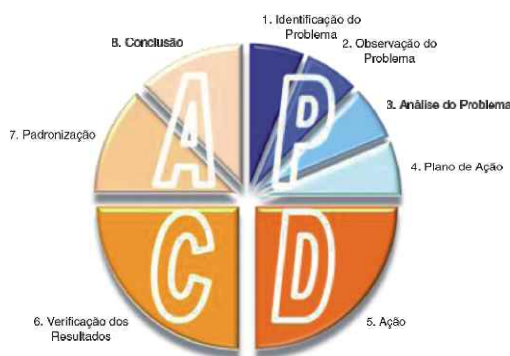 8. Conclusão
1. Identificação do
Problema
2. Observação do
Problema
3. Análise do Problema
4. Plano de Ação
7. Padronização
A P
C D
6. Verificação dos
Resultados
5. Ação